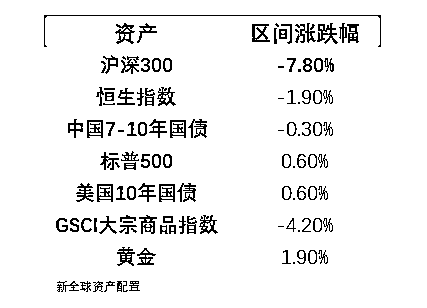 资产 区间涨跌幅
沪深300 -7.80%
恒生指数 -1.90%
中国7-10年国债 -0.30%
标普500 0.60%
美国10年国债 0.60%
GSCI大宗商品指数 -4.20%
黄金 1.90%
新全球资产配置